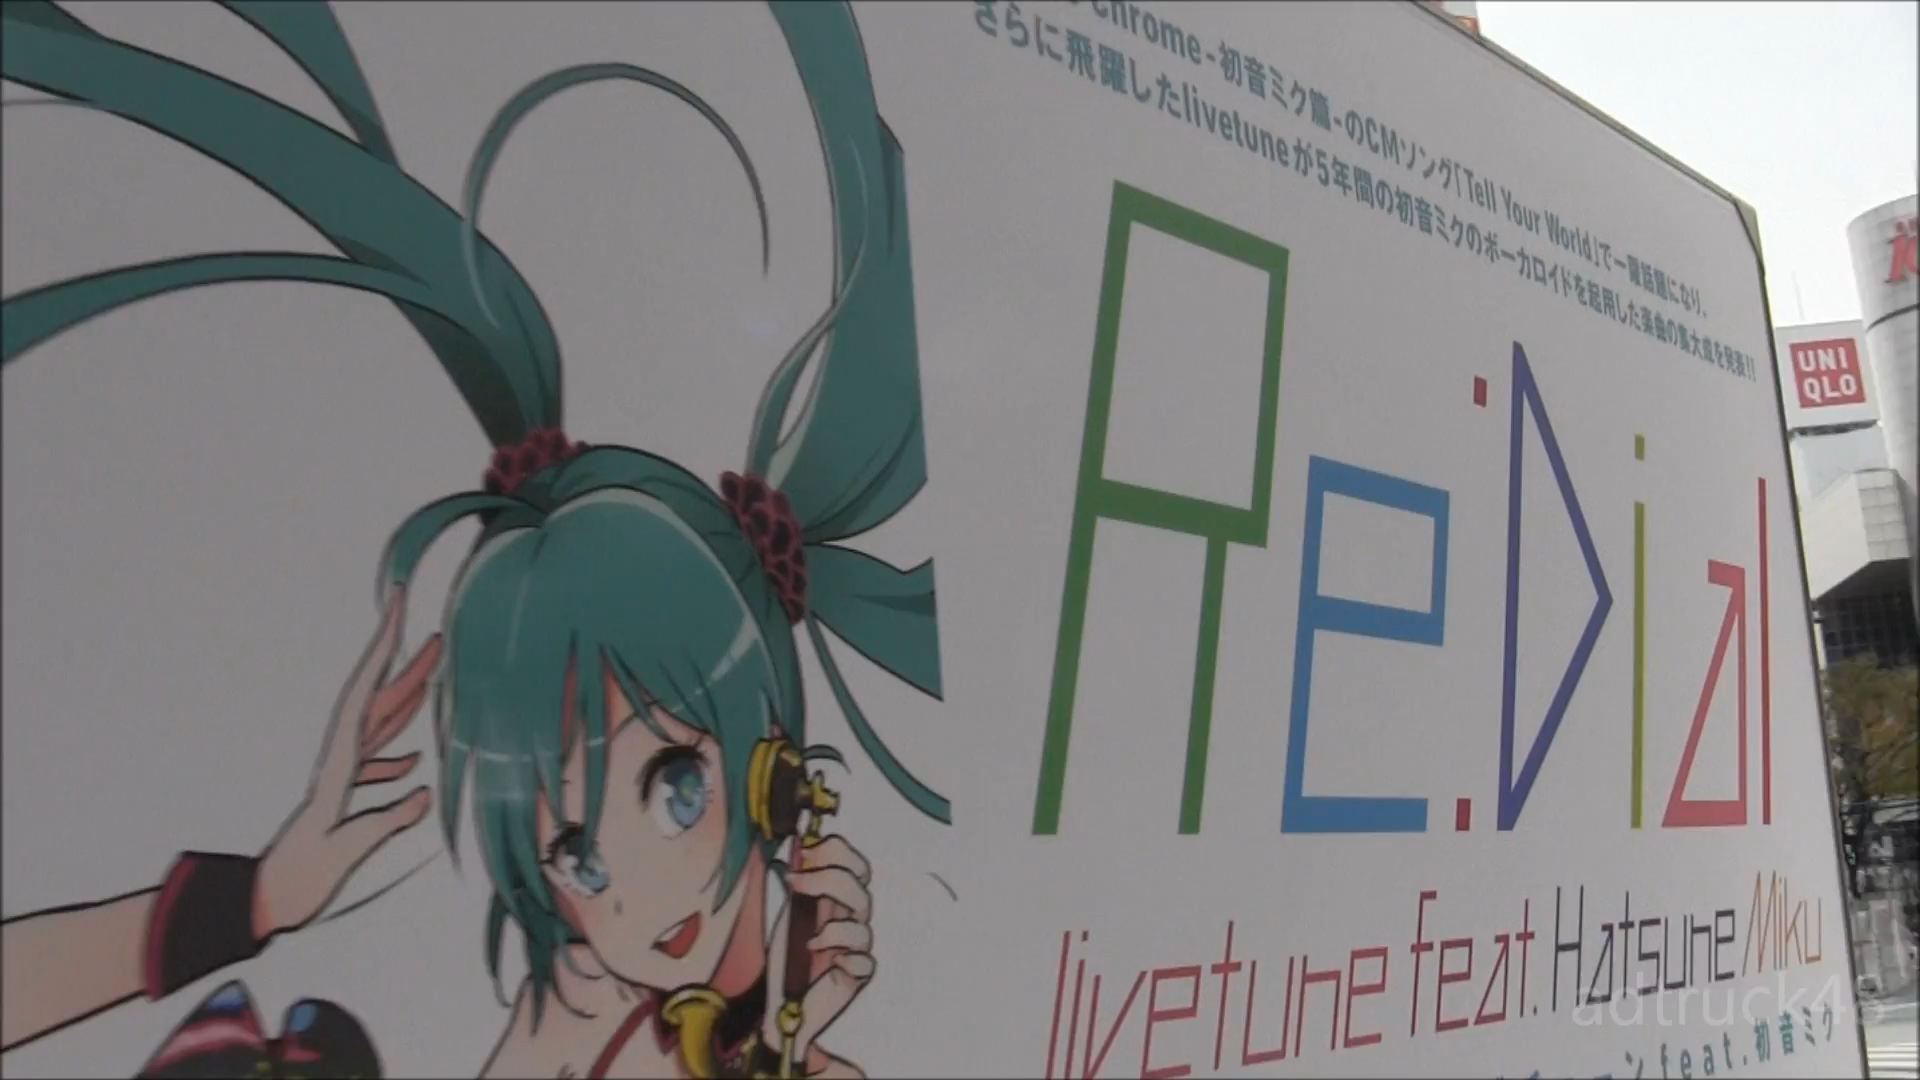 Chrome-初音ミク篇-のCMソング「Tell Your World」で一躍話題になり、
さらに飛躍したlivetuneが5年間の初音ミクのボーカロイドを起用した楽曲の集大成を発表!!
Re:Dial
livetune feat. Hatsune Miku
feat.初音ミク
UNI
QLO
adtruck48